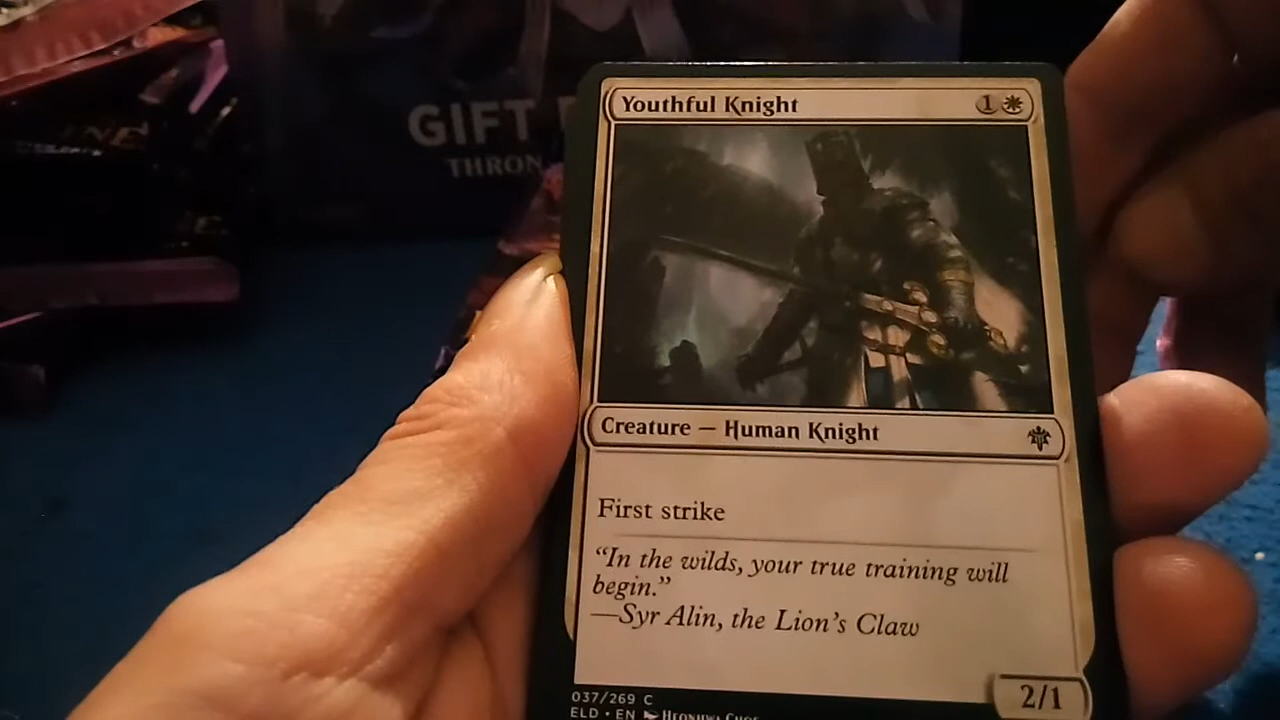 GIFT
THRON
Youthful Knight 1
Creature — Human Knight
First strike
“In the wilds, your true training will
begin.”
—Syr Alin, the Lion's Claw
2/1
037/269 C
ELD • EN